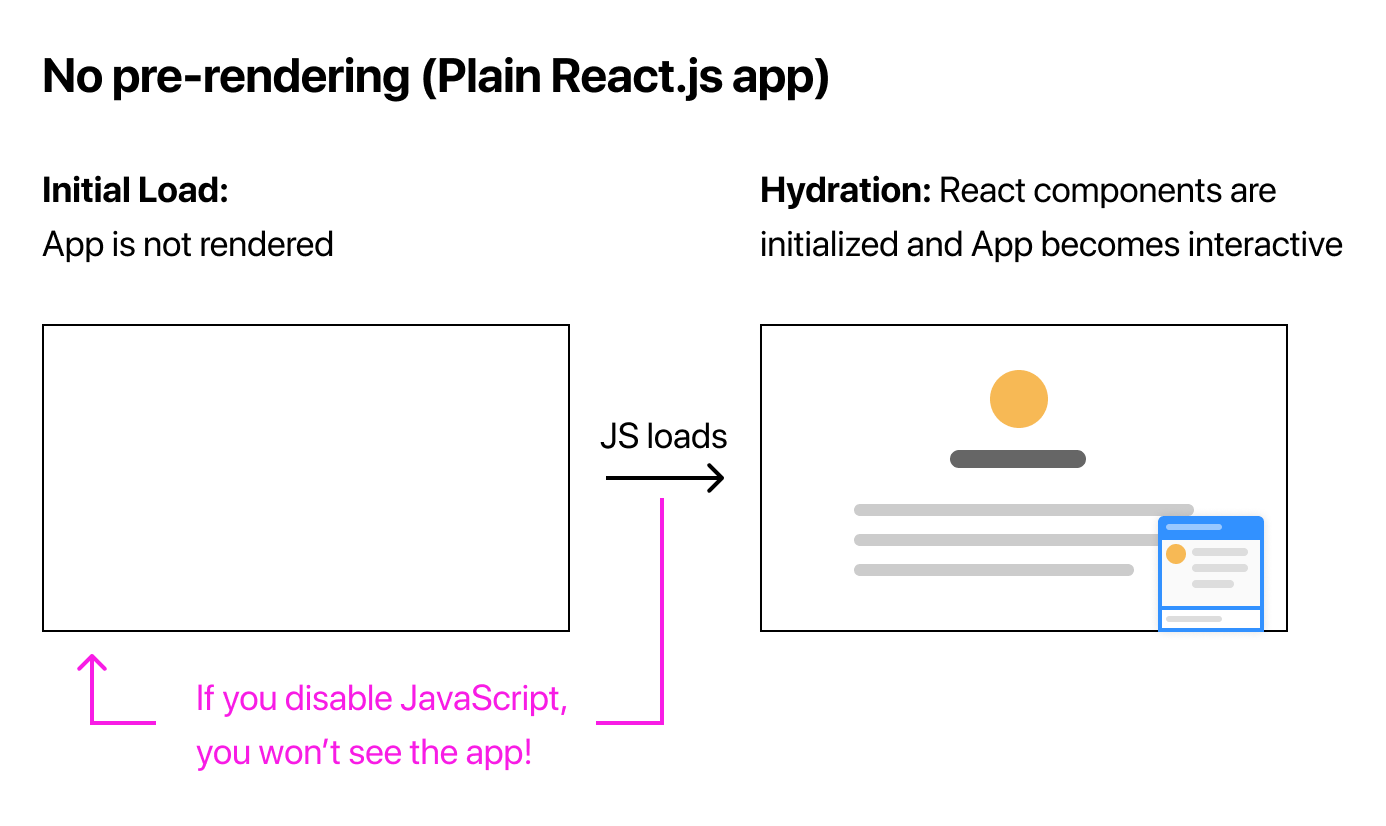 No pre-rendering (Plain React.js app)
Initial Load:
App is not rendered
Hydration: React components are
initialized and App becomes interactive
JS loads
If you disable JavaScript,
you won’t see the app!